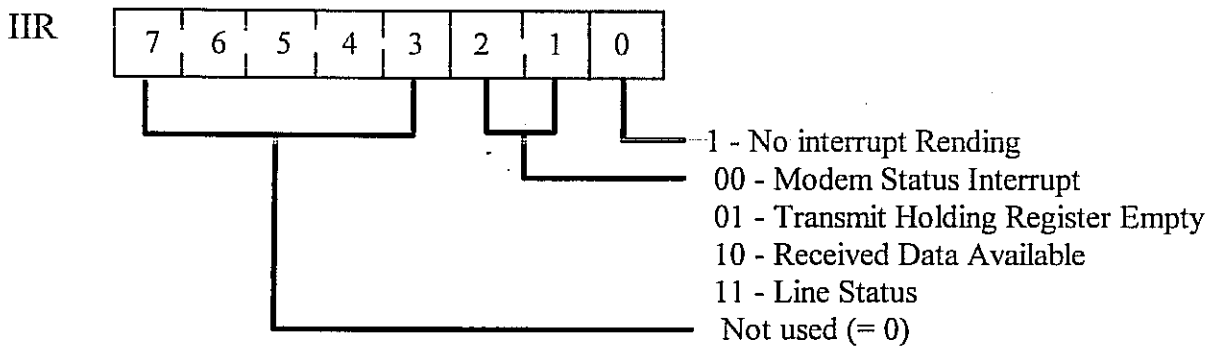 IIR
7 6 5 4 3 2 1 0
1 - No interrupt Rending
00 - Modem Status Interrupt
01 - Transmit Holding Register Empty
10 - Received Data Available
11 - Line Status
Not used (= 0)